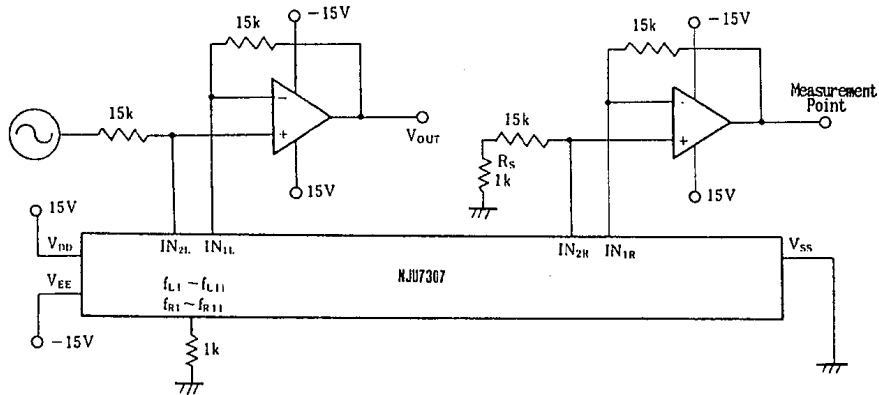 -15V
15k
15k
-
+
V_OUT
15V
-15V
15k
15k
-
+
Measurement
Point
R_S
1k
15V
15V
V_DD
V_EE
-15V
IN_2L
IN_1L
IN_2R
IN_1R
V_SS
NJU7307
f_L1 ~ f_L11
f_R1 ~ f_R11
1k